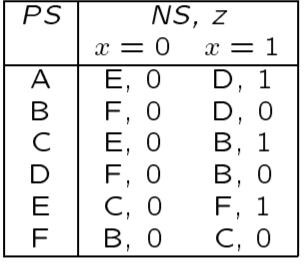 PS NS, z
x = 0 x = 1
A E, 0 D, 1
B F, 0 D, 0
C E, 0 B, 1
D F, 0 B, 0
E C, 0 F, 1
F B, 0 C, 0